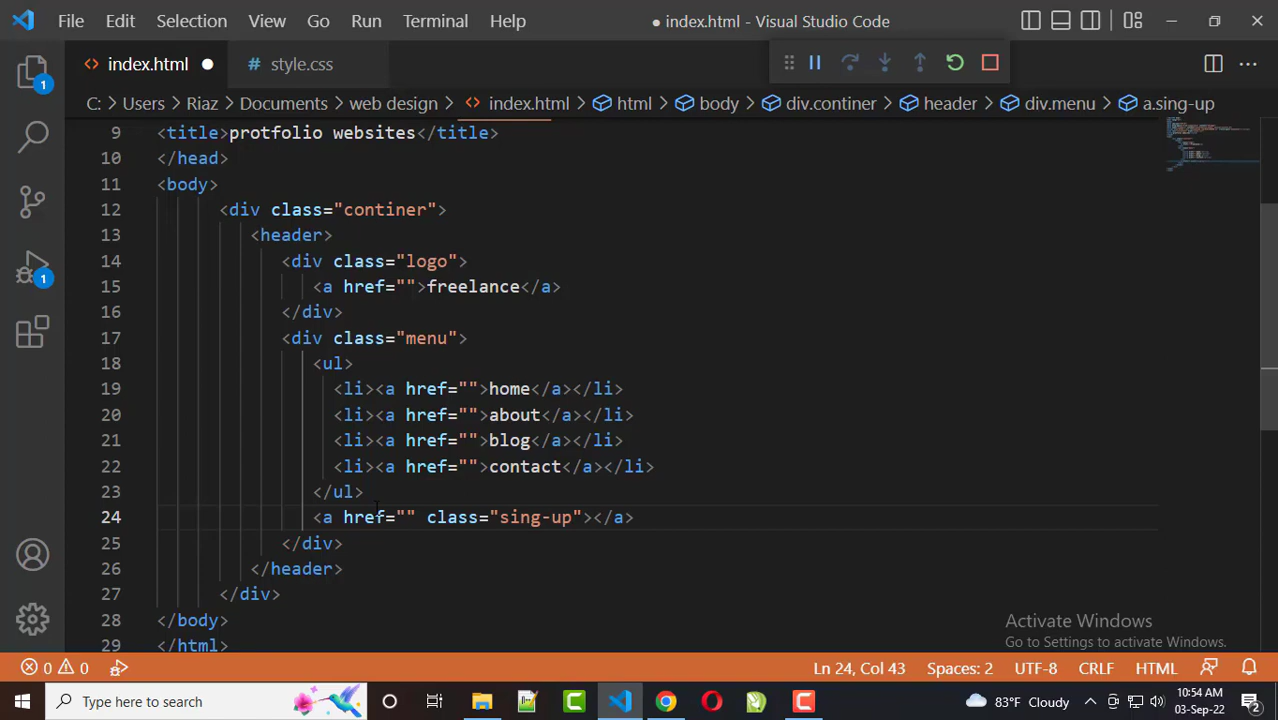 File Edit Selection View Go Run Terminal Help ● index.html - Visual Studio Code
<> index.html ● # style.css
C: > Users > Riaz > Documents > web design > <> index.html > html > body > div.continer > header > div.menu > a.sing-up
9 <title>protfolio websites</title>
10 </head>
11 <body>
12 <div class="continer">
13 <header>
14 <div class="logo">
15 <a href="">freelance</a>
16 </div>
17 <div class="menu">
18 <ul>
19 <li><a href="">home</a></li>
20 <li><a href="">about</a></li>
21 <li><a href="">blog</a></li>
22 <li><a href="">contact</a></li>
23 </ul>
24 <a href="" class="sing-up"></a>
25 </div>
26 </header>
27 </div>
28 </body>
29 </html>
1
1
Activate Windows
Go to Settings to activate Windows.
0 0 Ln 24, Col 43 Spaces: 2 UTF-8 CRLF HTML
Type here to search 83°F Cloudy 10:54 AM
03-Sep-22 2